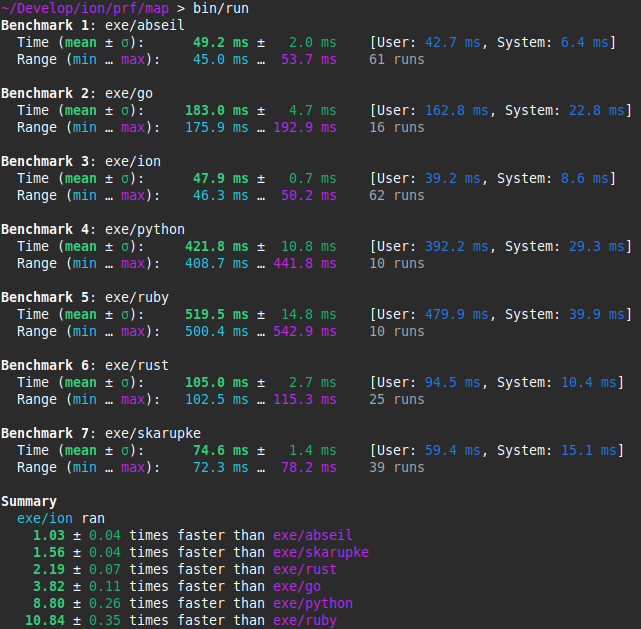 ~/Develop/ion/prf/map > bin/run
Benchmark 1: exe/abseil
  Time (mean ± σ):      49.2 ms ±   2.0 ms    [User: 42.7 ms, System: 6.4 ms]
  Range (min … max):    45.0 ms …  53.7 ms    61 runs

Benchmark 2: exe/go
  Time (mean ± σ):     183.0 ms ±   4.7 ms    [User: 162.8 ms, System: 22.8 ms]
  Range (min … max):   175.9 ms … 192.9 ms    16 runs

Benchmark 3: exe/ion
  Time (mean ± σ):      47.9 ms ±   0.7 ms    [User: 39.2 ms, System: 8.6 ms]
  Range (min … max):    46.3 ms …  50.2 ms    62 runs

Benchmark 4: exe/python
  Time (mean ± σ):     421.8 ms ±  10.8 ms    [User: 392.2 ms, System: 29.3 ms]
  Range (min … max):   408.7 ms … 441.8 ms    10 runs

Benchmark 5: exe/ruby
  Time (mean ± σ):     519.5 ms ±  14.8 ms    [User: 479.9 ms, System: 39.9 ms]
  Range (min … max):   500.4 ms … 542.9 ms    10 runs

Benchmark 6: exe/rust
  Time (mean ± σ):     105.0 ms ±   2.7 ms    [User: 94.5 ms, System: 10.4 ms]
  Range (min … max):   102.5 ms … 115.3 ms    25 runs

Benchmark 7: exe/skarupke
  Time (mean ± σ):      74.6 ms ±   1.4 ms    [User: 59.4 ms, System: 15.1 ms]
  Range (min … max):    72.3 ms …  78.2 ms    39 runs

Summary
  exe/ion ran
    1.03 ± 0.04 times faster than exe/abseil
    1.56 ± 0.04 times faster than exe/skarupke
    2.19 ± 0.07 times faster than exe/rust
    3.82 ± 0.11 times faster than exe/go
    8.80 ± 0.26 times faster than exe/python
   10.84 ± 0.35 times faster than exe/ruby